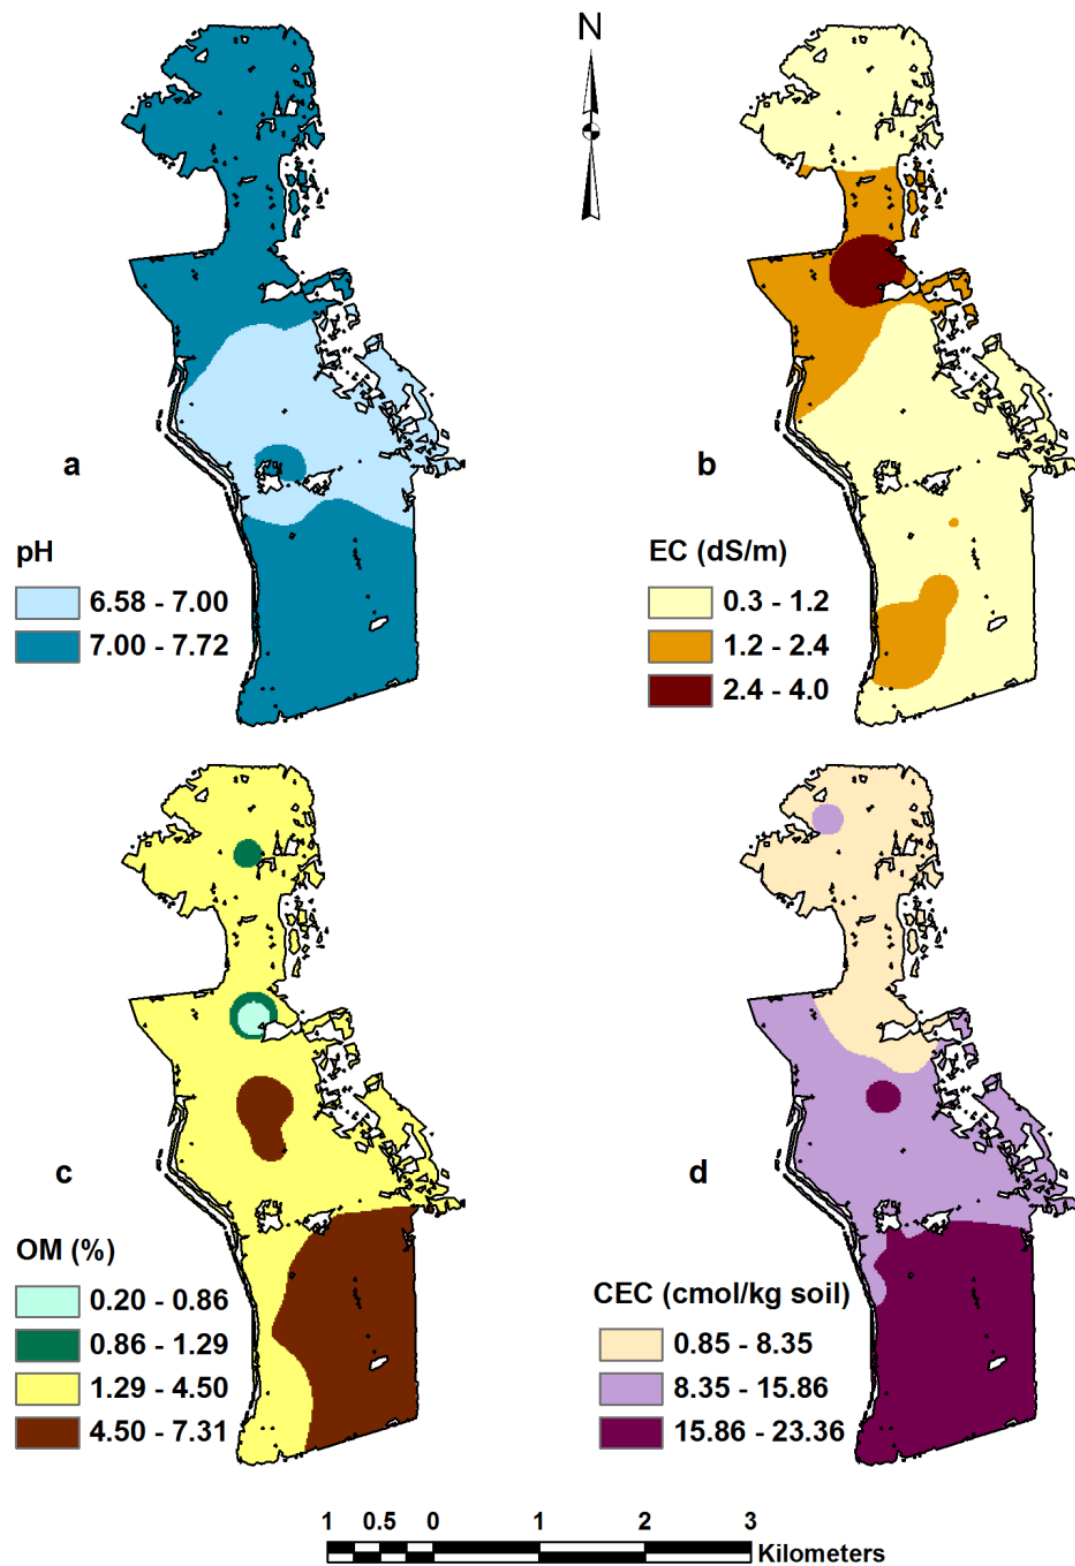 N
a
pH
6.58 - 7.00
7.00 - 7.72
b
EC (dS/m)
0.3 - 1.2
1.2 - 2.4
2.4 - 4.0
c
OM (%)
0.20 - 0.86
0.86 - 1.29
1.29 - 4.50
4.50 - 7.31
d
CEC (cmol/kg soil)
0.85 - 8.35
8.35 - 15.86
15.86 - 23.36
1 0.5 0 1 2 3
Kilometers